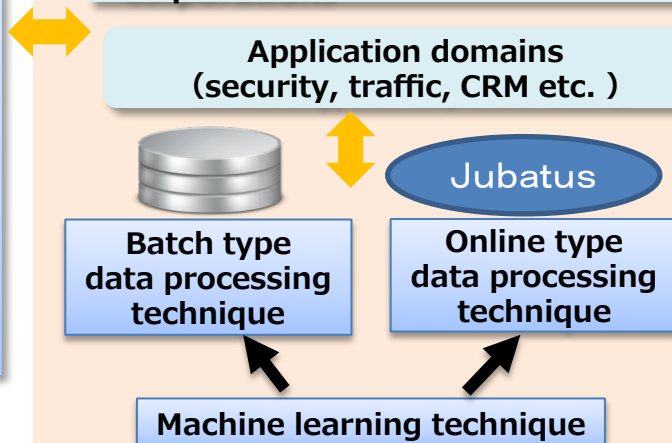 Application domains
(security, traffic, CRM etc. )
Jubatus
Batch type
data processing
technique
Online type
data processing
technique
Machine learning technique